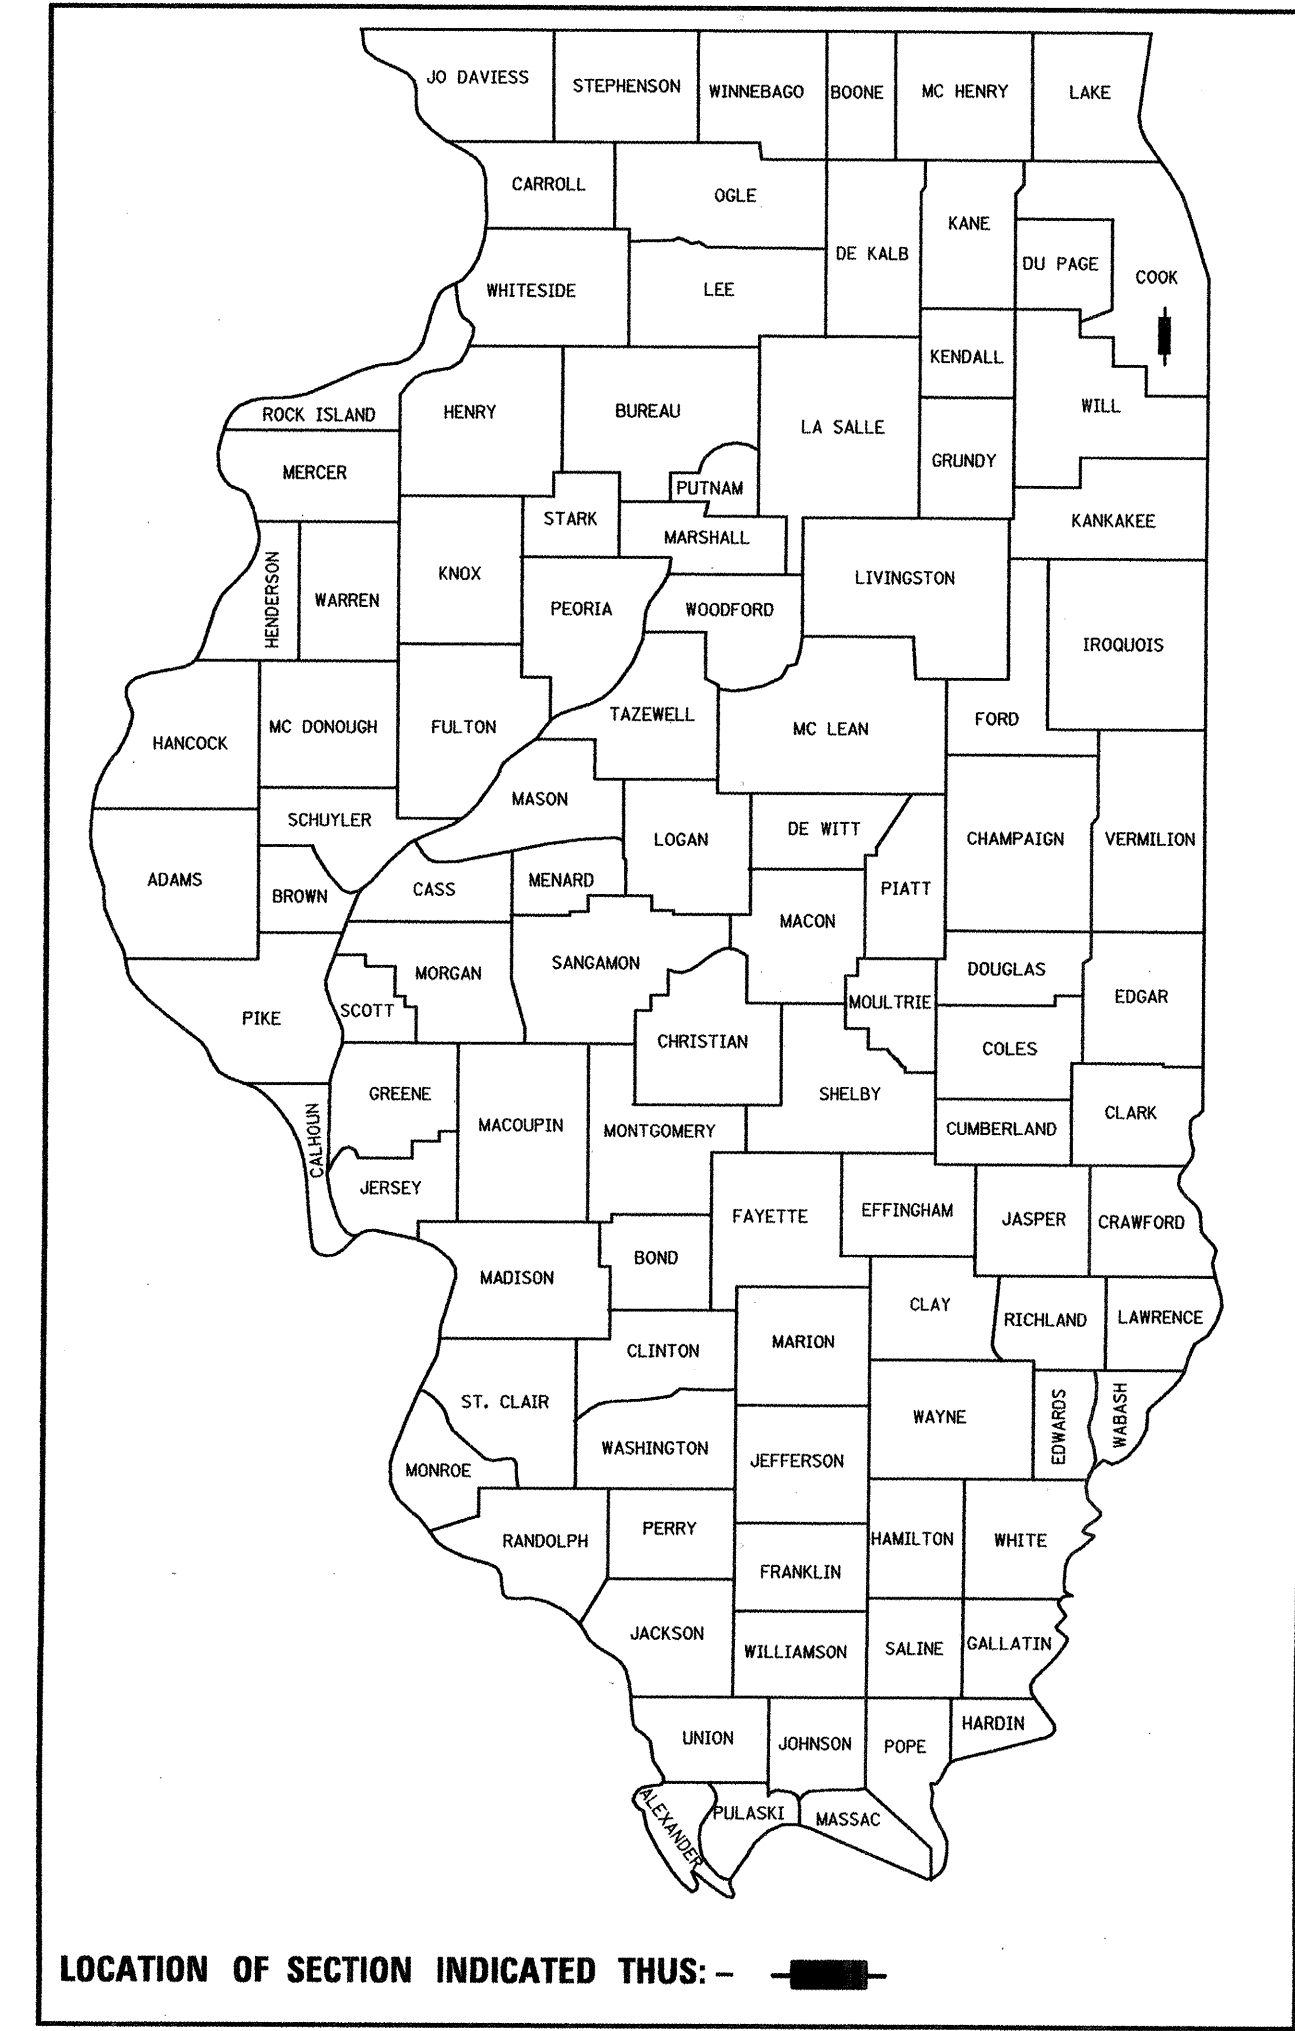 JO DAVIESS
STEPHENSON
WINNEBAGO
BOONE
MC HENRY
LAKE
CARROLL
OGLE
DE KALB
KANE
DU PAGE
COOK
WHITESIDE
LEE
KENDALL
ROCK ISLAND
HENRY
BUREAU
LA SALLE
WILL
MERCER
PUTNAM
GRUNDY
STARK
MARSHALL
KANKAKEE
HENDERSON
WARREN
KNOX
PEORIA
WOODFORD
LIVINGSTON
IROQUOIS
HANCOCK
MC DONOUGH
FULTON
TAZEWELL
MC LEAN
FORD
SCHUYLER
MASON
LOGAN
DE WITT
CHAMPAIGN
VERMILION
ADAMS
BROWN
CASS
MENARD
PIATT
MACON
PIKE
SCOTT
MORGAN
SANGAMON
CHRISTIAN
MOULTRIE
DOUGLAS
EDGAR
COLES
CALHOUN
GREENE
MACOUPIN
MONTGOMERY
SHELBY
CUMBERLAND
CLARK
JERSEY
FAYETTE
EFFINGHAM
JASPER
CRAWFORD
MADISON
BOND
CLAY
RICHLAND
LAWRENCE
CLINTON
MARION
ST. CLAIR
WAYNE
EDWARDS
WABASH
MONROE
WASHINGTON
JEFFERSON
RANDOLPH
PERRY
HAMILTON
WHITE
FRANKLIN
JACKSON
WILLIAMSON
SALINE
GALLATIN
UNION
JOHNSON
POPE
HARDIN
ALEXANDER
PULASKI
MASSAC
LOCATION OF SECTION INDICATED THUS: –